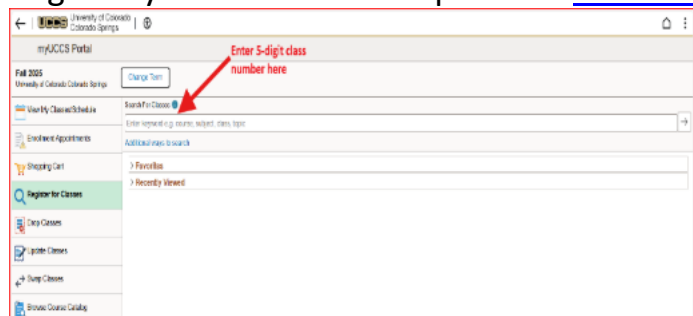 UCCS University of Colorado
Colorado Springs
myUCCS Portal
Fall 2025
University of Colorado Colorado Springs
Change Term
Enter 5-digit class
number here
View My Classes/Schedule
Enrollment Appointments
Shopping Cart
Register for Classes
Drop Classes
Update Classes
Swap Classes
Browse Course Catalog
Search For Classes
Enter keyword e.g. course, subject, class, topic
Additional ways to search
Favorites
Recently Viewed